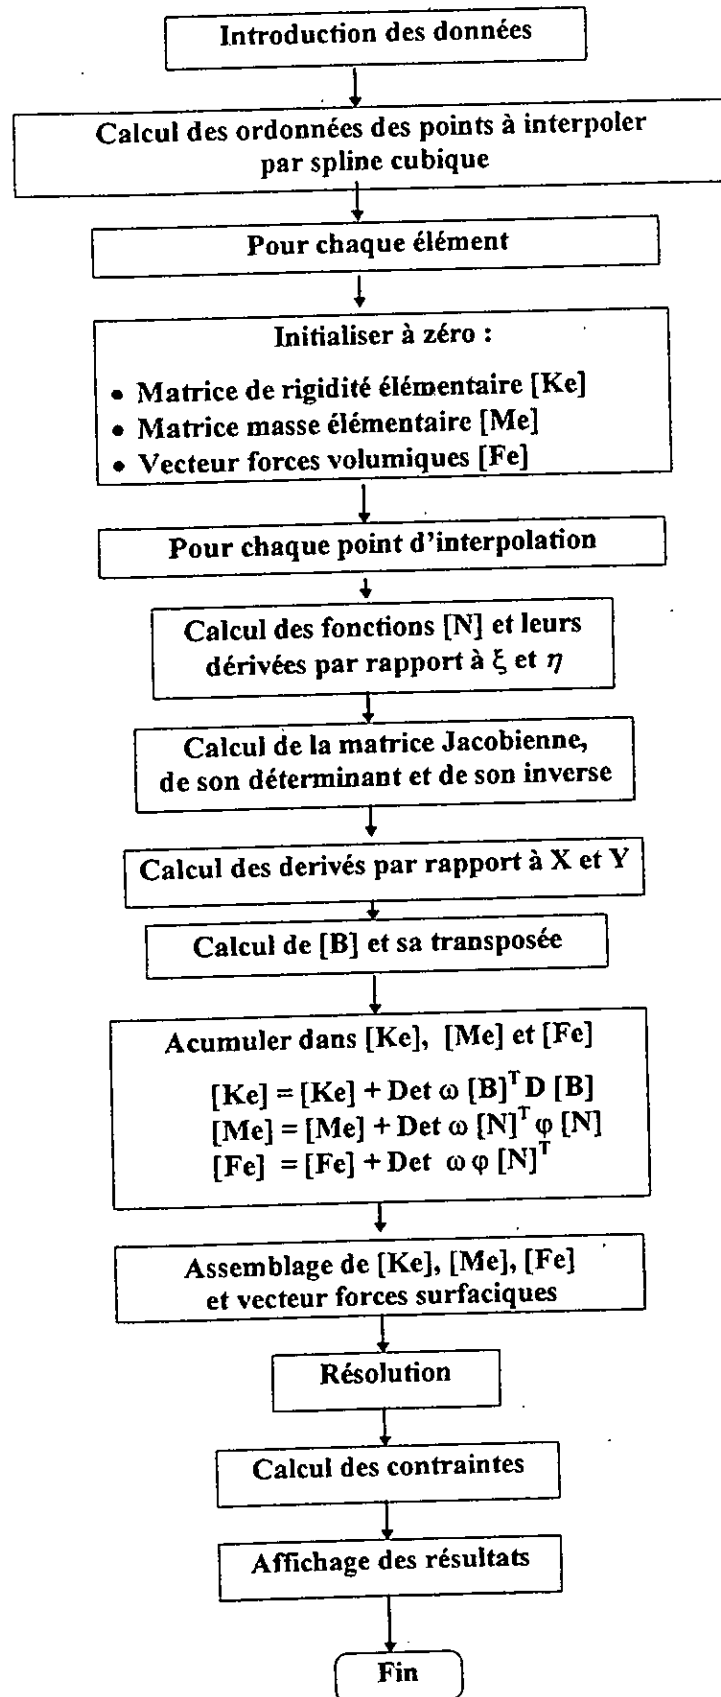 Introduction des données
Calcul des ordonnées des points à interpoler
par spline cubique
Pour chaque élément
Initialiser à zéro :
• Matrice de rigidité élémentaire [Ke]
• Matrice masse élémentaire [Me]
• Vecteur forces volumiques [Fe]
Pour chaque point d'interpolation
Calcul des fonctions [N] et leurs
dérivées par rapport à ξ et η
Calcul de la matrice Jacobienne,
de son déterminant et de son inverse
Calcul des derivés par rapport à X et Y
Calcul de [B] et sa transposée
Acumuler dans [Ke], [Me] et [Fe]
[Ke] = [Ke] + Det ω [B]ᵀ D [B]
[Me] = [Me] + Det ω [N]ᵀ φ [N]
[Fe] = [Fe] + Det ω φ [N]ᵀ
Assemblage de [Ke], [Me], [Fe]
et vecteur forces surfaciques
Résolution
Calcul des contraintes
Affichage des résultats
Fin